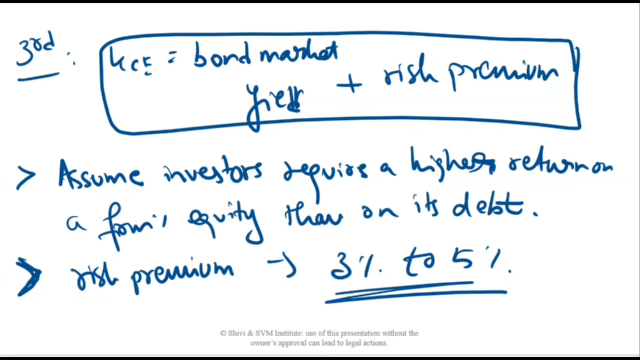 3rd : kCE = bond market
yield + risk premium
> Assume investors require a higher return on
a firm's equity than on its debt.
> risk premium → 3% to 5%.
© Shivi & SVM Institute: use of this presentation without the
owner's approval can lead to legal actions.